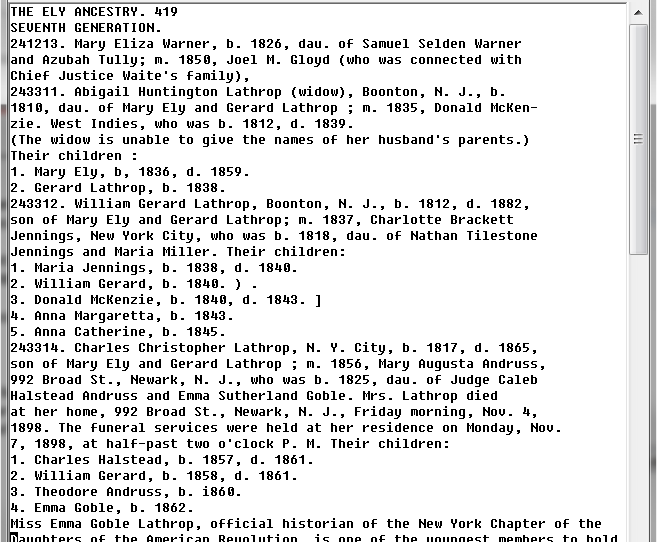 THE ELY ANCESTRY. 419
SEVENTH GENERATION.
241213. Mary Eliza Warner, b. 1826, dau. of Samuel Selden Warner
and Azubah Tully; m. 1850, Joel M. Gloyd (who was connected with
Chief Justice Waite's family),
243311. Abigail Huntington Lathrop (widow), Boonton, N. J., b.
1810, dau. of Mary Ely and Gerard Lathrop ; m. 1835, Donald McKen-
zie. West Indies, who was b. 1812, d. 1839.
(The widow is unable to give the names of her husband's parents.)
Their children :
1. Mary Ely, b, 1836, d. 1859.
2. Gerard Lathrop, b. 1838.
243312. William Gerard Lathrop, Boonton, N. J., b. 1812, d. 1882,
son of Mary Ely and Gerard Lathrop; m. 1837, Charlotte Brackett
Jennings, New York City, who was b. 1818, dau. of Nathan Tilestone
Jennings and Maria Miller. Their children:
1. Maria Jennings, b. 1838, d. 1840.
2. William Gerard, b. 1840. ) .
3. Donald McKenzie, b. 1840, d. 1843. ]
4. Anna Margaretta, b. 1843.
5. Anna Catherine, b. 1845.
243314. Charles Christopher Lathrop, N. Y. City, b. 1817, d. 1865,
son of Mary Ely and Gerard Lathrop ; m. 1856, Mary Augusta Andruss,
992 Broad St., Newark, N. J., who was b. 1825, dau. of Judge Caleb
Halstead Andruss and Emma Sutherland Goble. Mrs. Lathrop died
at her home, 992 Broad St., Newark, N. J., Friday morning, Nov. 4,
1898. The funeral services were held at her residence on Monday, Nov.
7, 1898, at half-past two o'clock P. M. Their children:
1. Charles Halstead, b. 1857, d. 1861.
2. William Gerard, b. 1858, d. 1861.
3. Theodore Andruss, b. i860.
4. Emma Goble, b. 1862.
Miss Emma Goble Lathrop, official historian of the New York Chapter of the
Daughters of the American Revolution, is one of the youngest members to hold